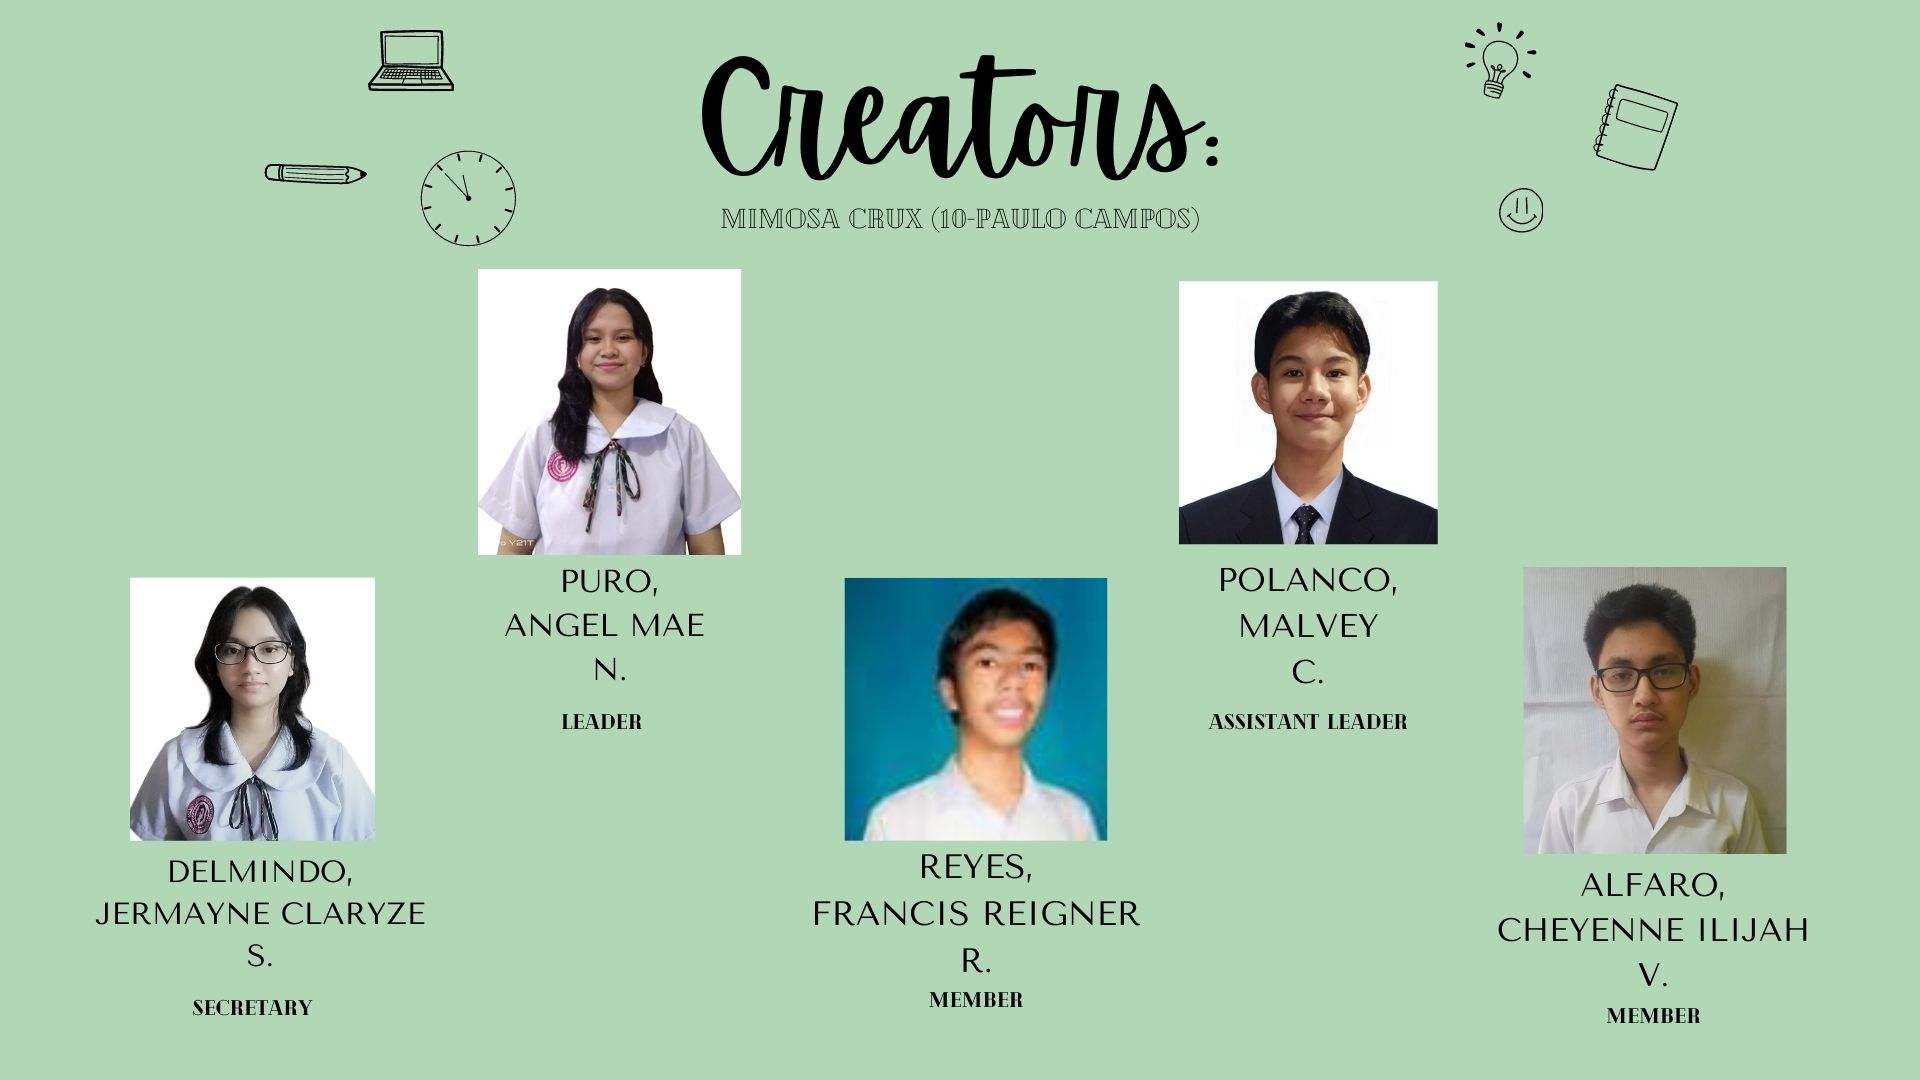 Creators:
MIMOSA CRUX (10-PAULO CAMPOS)
PURO,
ANGEL MAE
N.
LEADER
POLANCO,
MALVEY
C.
ASSISTANT LEADER
DELMINDO,
JERMAYNE CLARYZE
S.
SECRETARY
REYES,
FRANCIS REIGNER
R.
MEMBER
ALFARO,
CHEYENNE ILIJAH
V.
MEMBER
Y21T